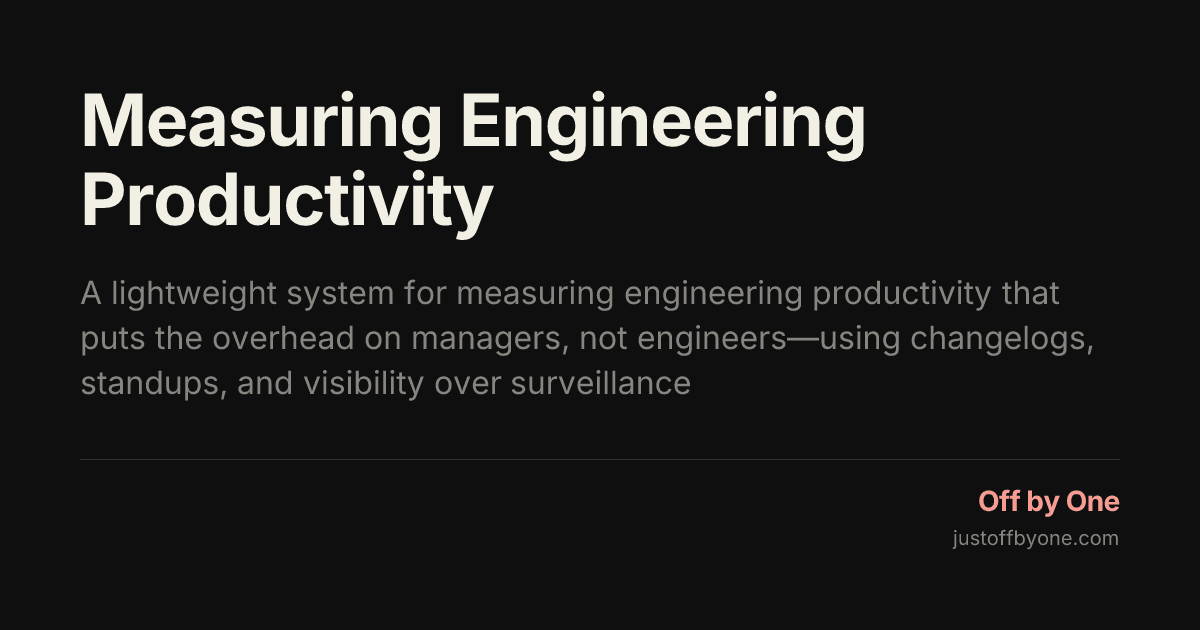 Measuring Engineering
Productivity
A lightweight system for measuring engineering productivity that
puts the overhead on managers, not engineers—using changelogs,
standups, and visibility over surveillance
Off by One
justoffbyone.com